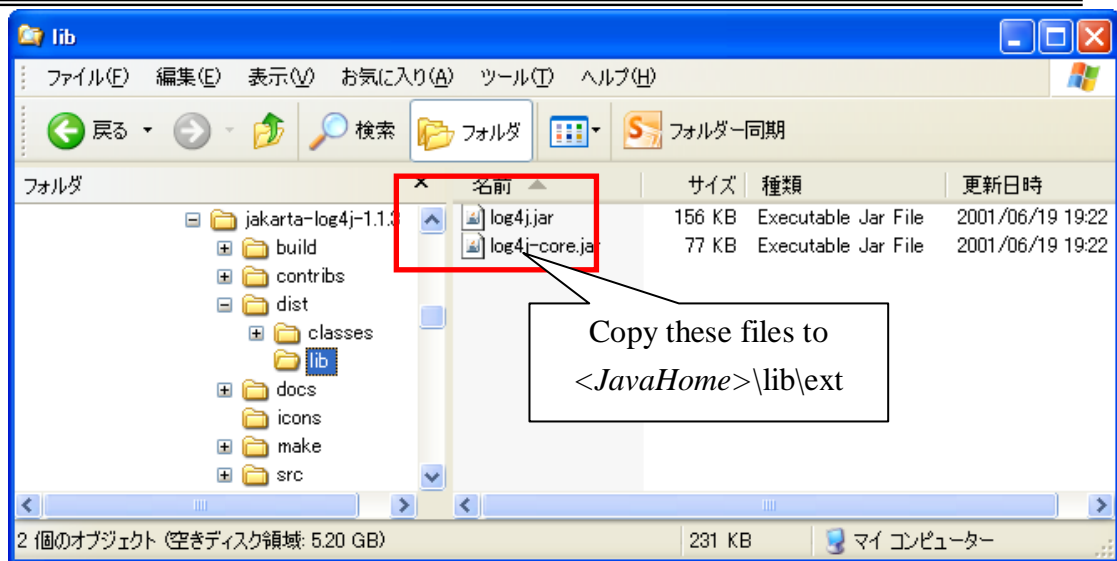 lib
ファイル(F) 編集(E) 表示(V) お気に入り(A) ツール(T) ヘルプ(H)
戻る 検索 フォルダ フォルダー同期
フォルダ × 名前 サイズ 種類 更新日時
jakarta-log4j-1.1.3
build
contribs
dist
classes
lib
docs
icons
make
src
log4j.jar 156 KB Executable Jar File 2001/06/19 19:22
log4j-core.jar 77 KB Executable Jar File 2001/06/19 19:22
Copy these files to
<JavaHome>\lib\ext
2 個のオブジェクト (空きディスク領域: 5.20 GB) 231 KB マイ コンピューター